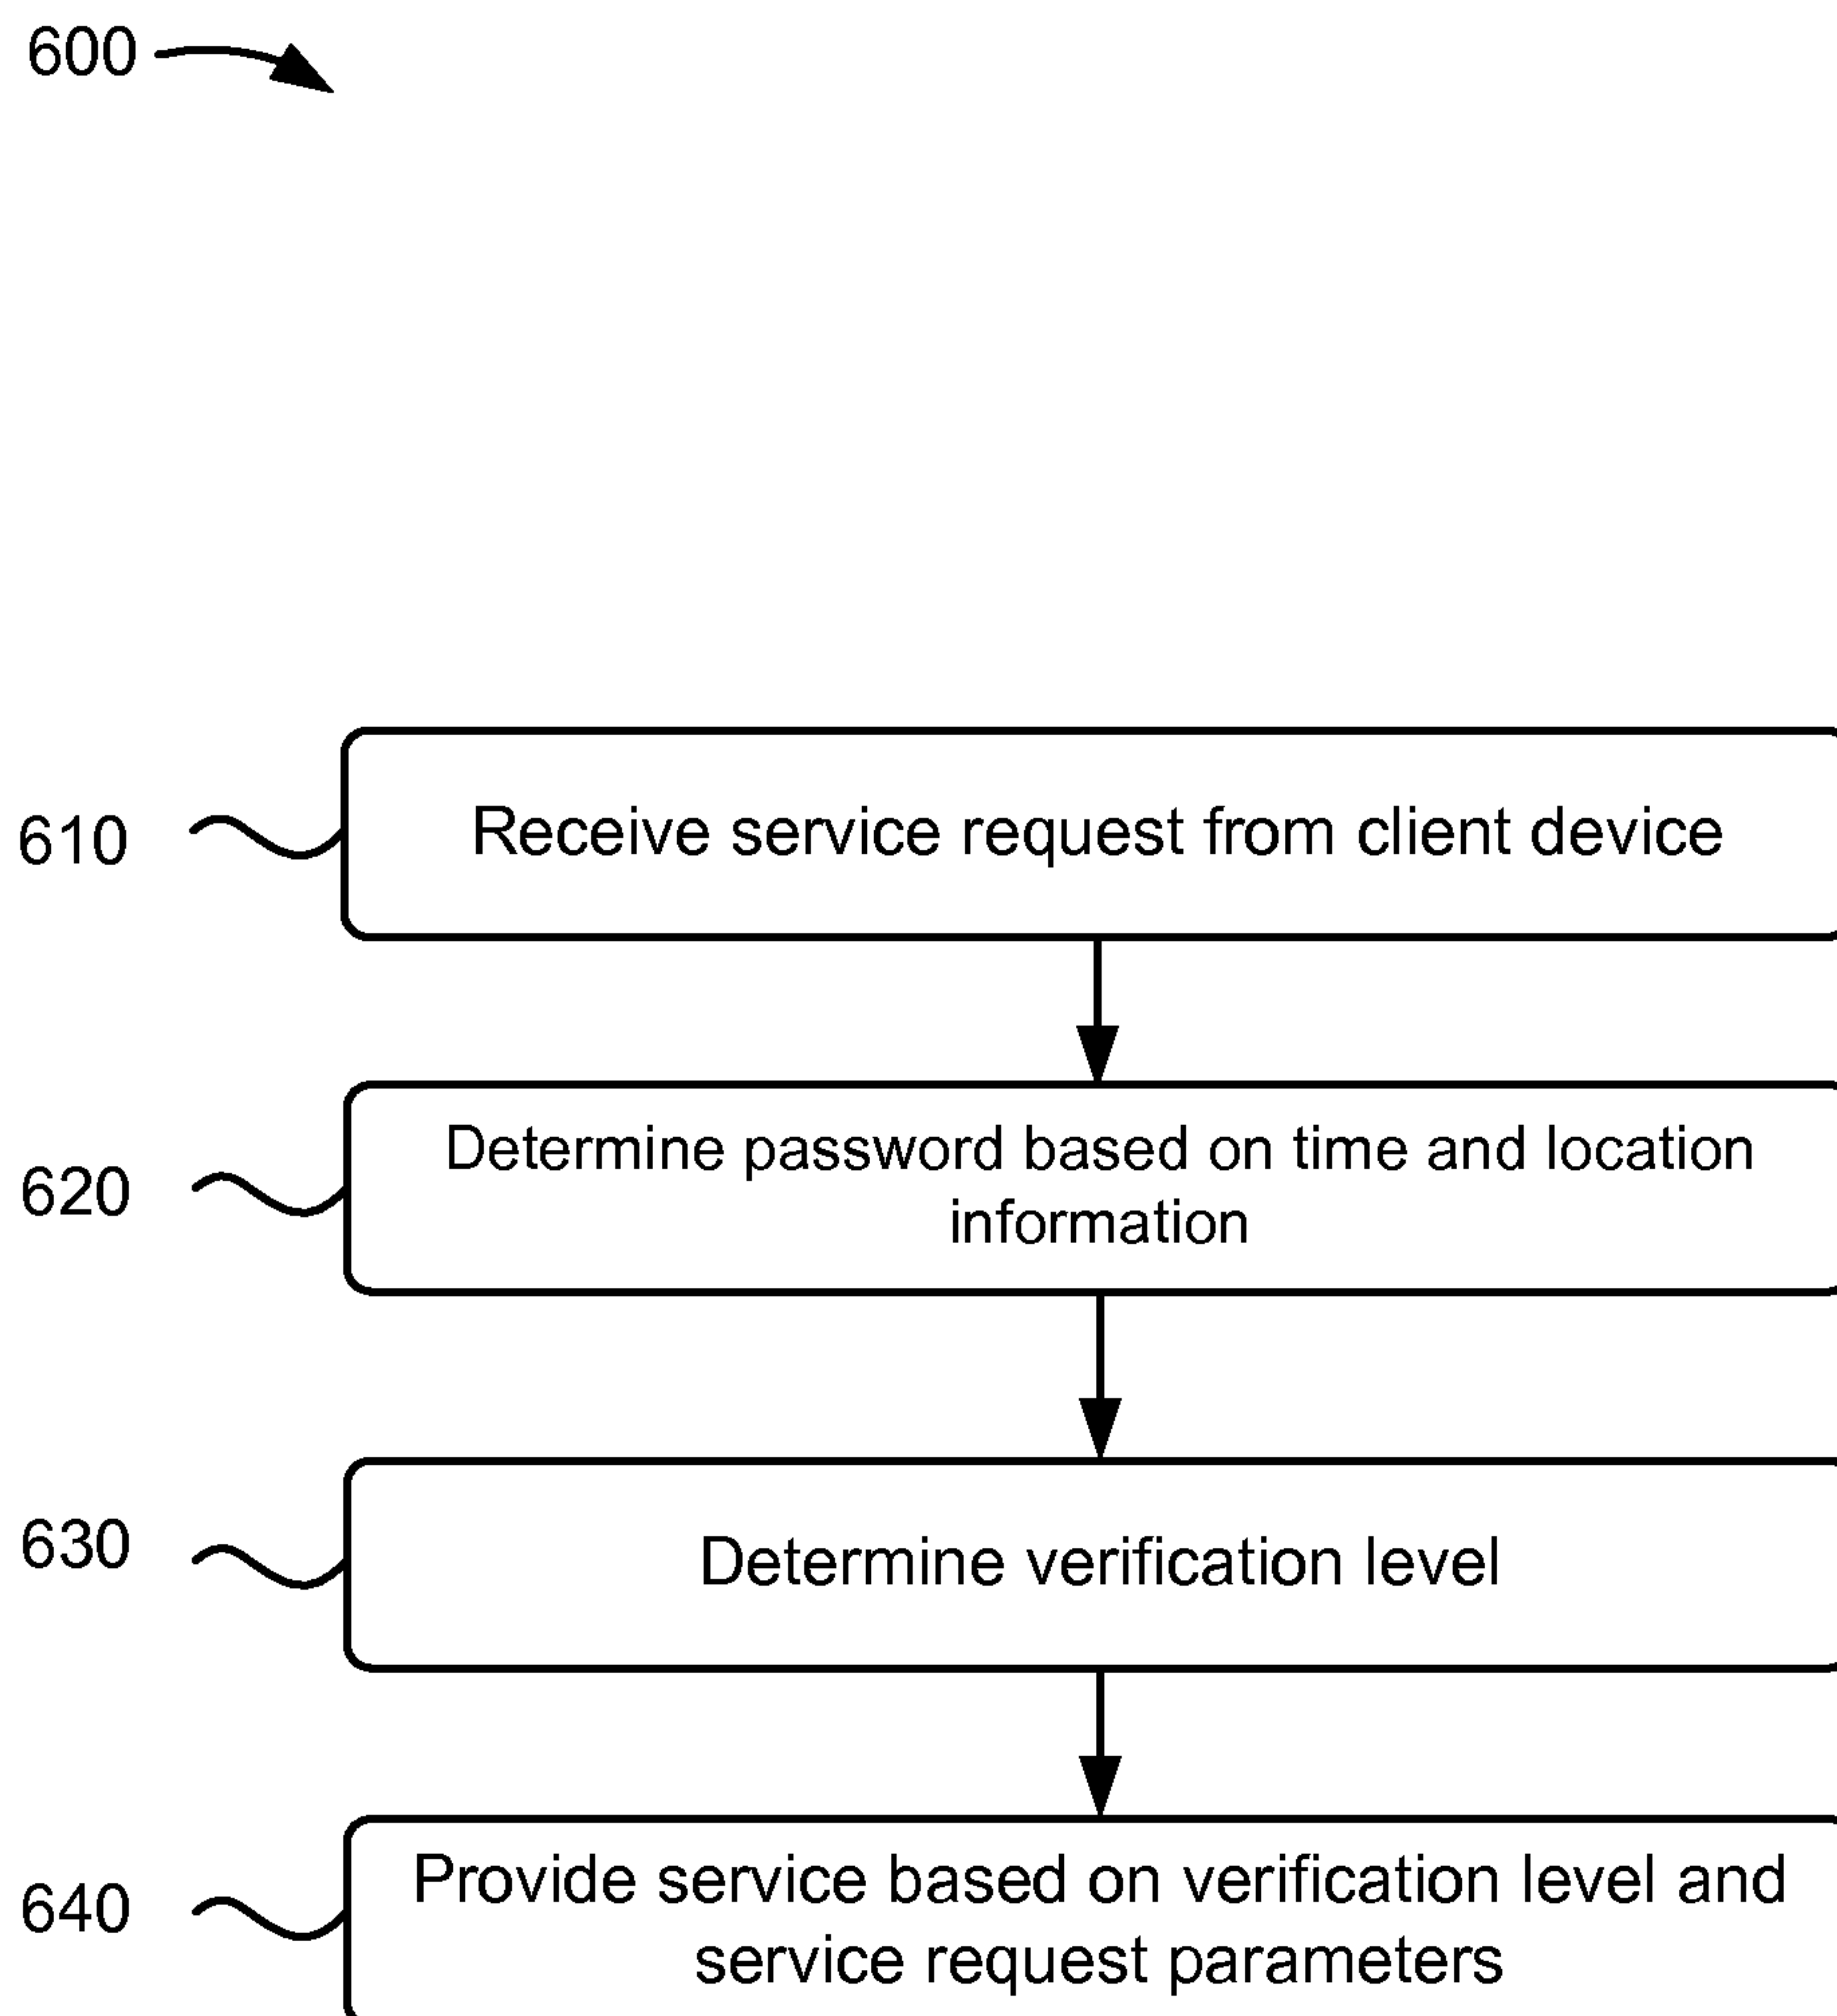 600
610
Receive service request from client device
620
Determine password based on time and location
information
630
Determine verification level
640
Provide service based on verification level and
service request parameters